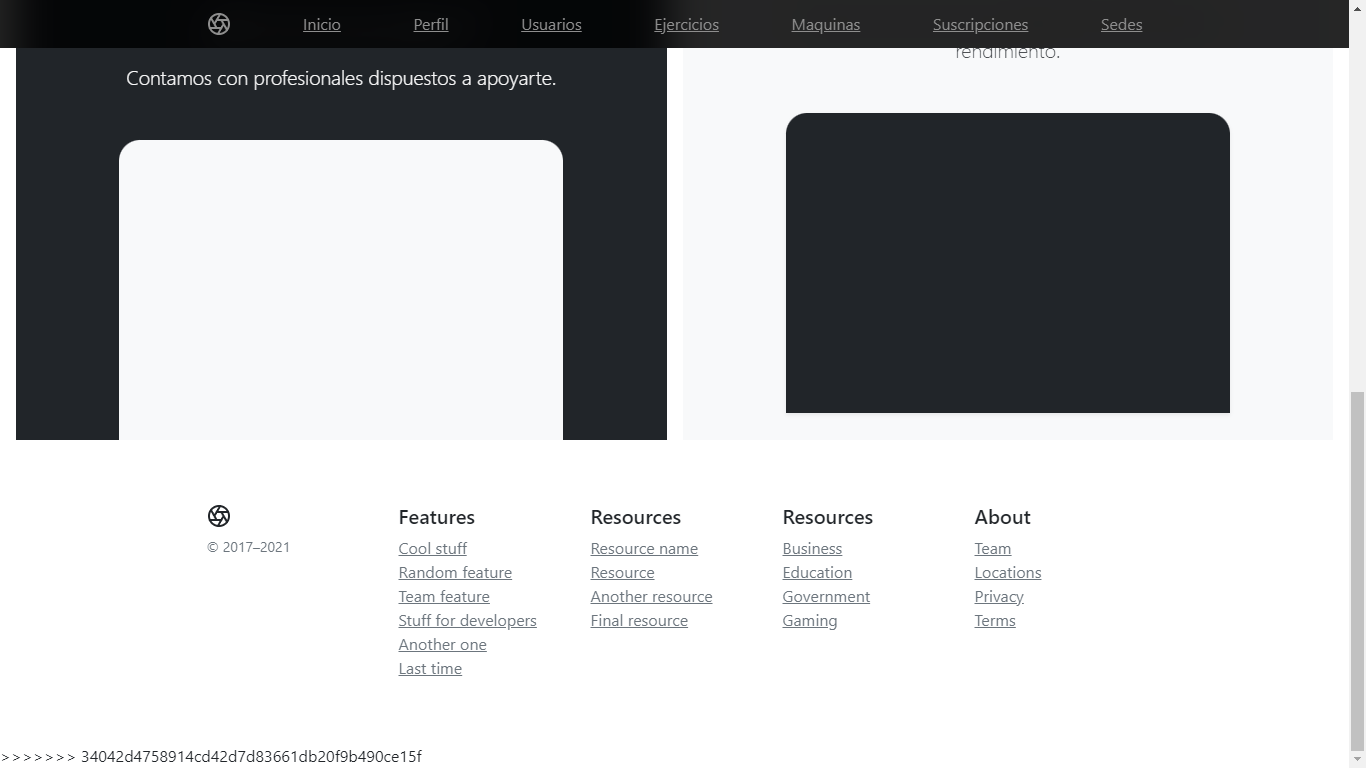 Inicio Perfil Usuarios Ejercicios Maquinas Suscripciones Sedes
Contamos con profesionales dispuestos a apoyarte.
rendimiento.
© 2017–2021
Features
Cool stuff
Random feature
Team feature
Stuff for developers
Another one
Last time
Resources
Resource name
Resource
Another resource
Final resource
Resources
Business
Education
Government
Gaming
About
Team
Locations
Privacy
Terms
>>>>>>> 34042d4758914cd42d7d83661db20f9b490ce15f